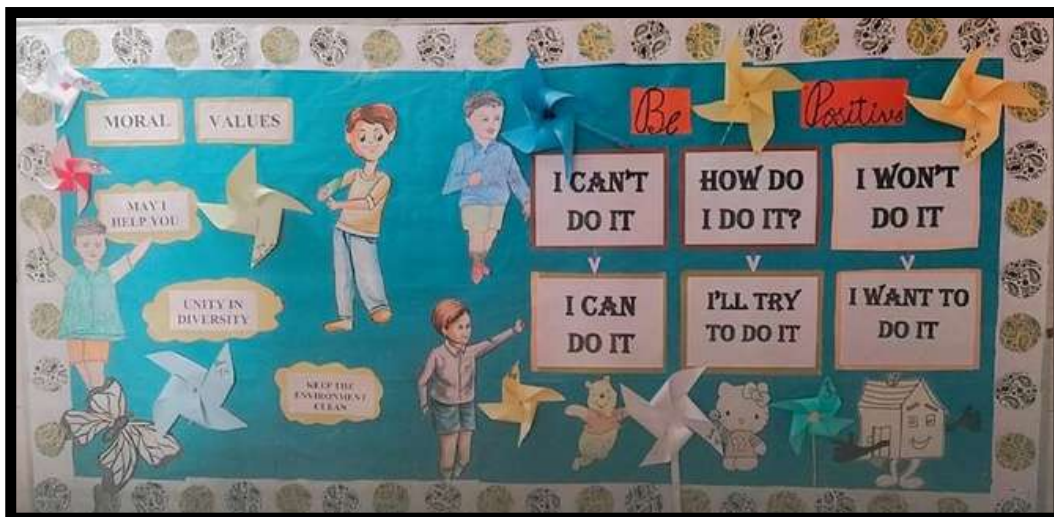 MORAL VALUES
MAY I
HELP YOU
UNITY IN
DIVERSITY
KEEP THE
ENVIRONMENT
CLEAN
Be Positive
I CAN'T
DO IT
I CAN
DO IT
HOW DO
I DO IT?
I'LL TRY
TO DO IT
I WON'T
DO IT
I WANT TO
DO IT